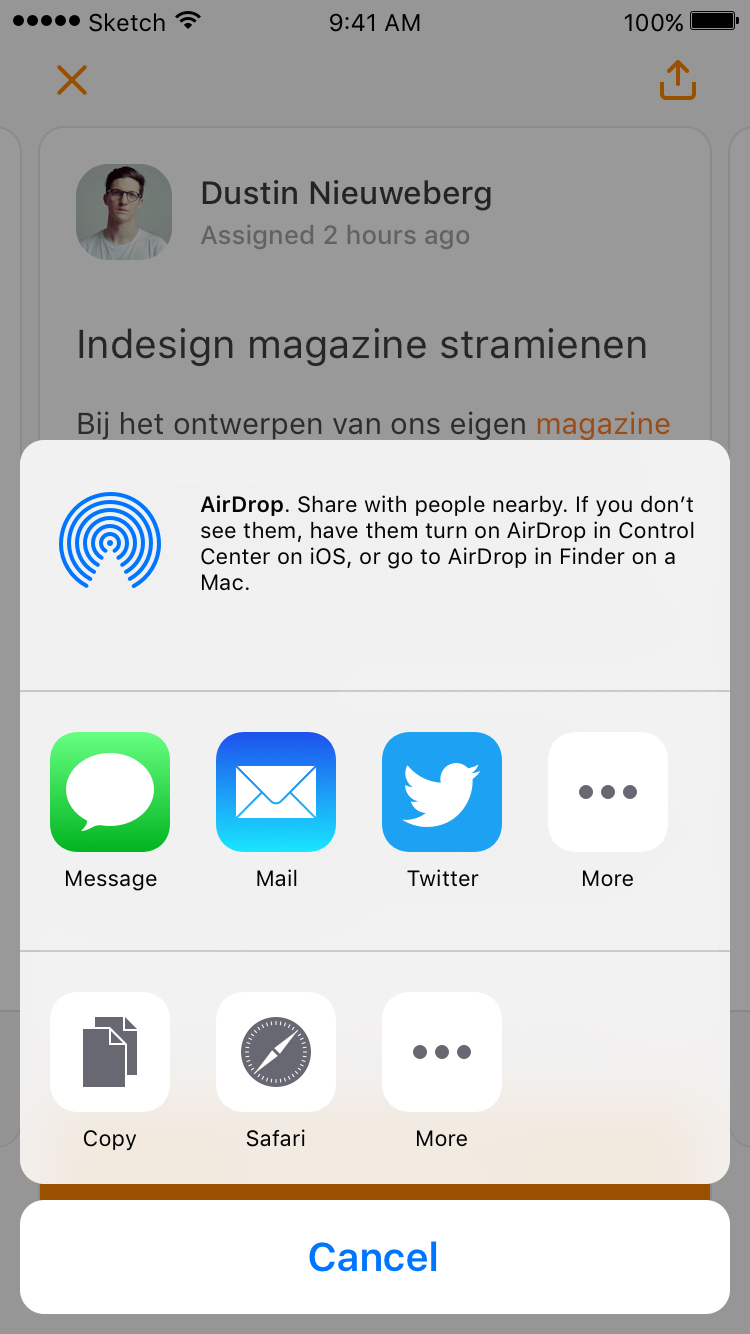 Sketch 9:41 AM 100%
Dustin Nieuweberg
Assigned 2 hours ago
Indesign magazine stramienen
Bij het ontwerpen van ons eigen magazine
AirDrop. Share with people nearby. If you don’t
see them, have them turn on AirDrop in Control
Center on iOS, or go to AirDrop in Finder on a
Mac.
Message Mail Twitter More
Copy Safari More
Cancel